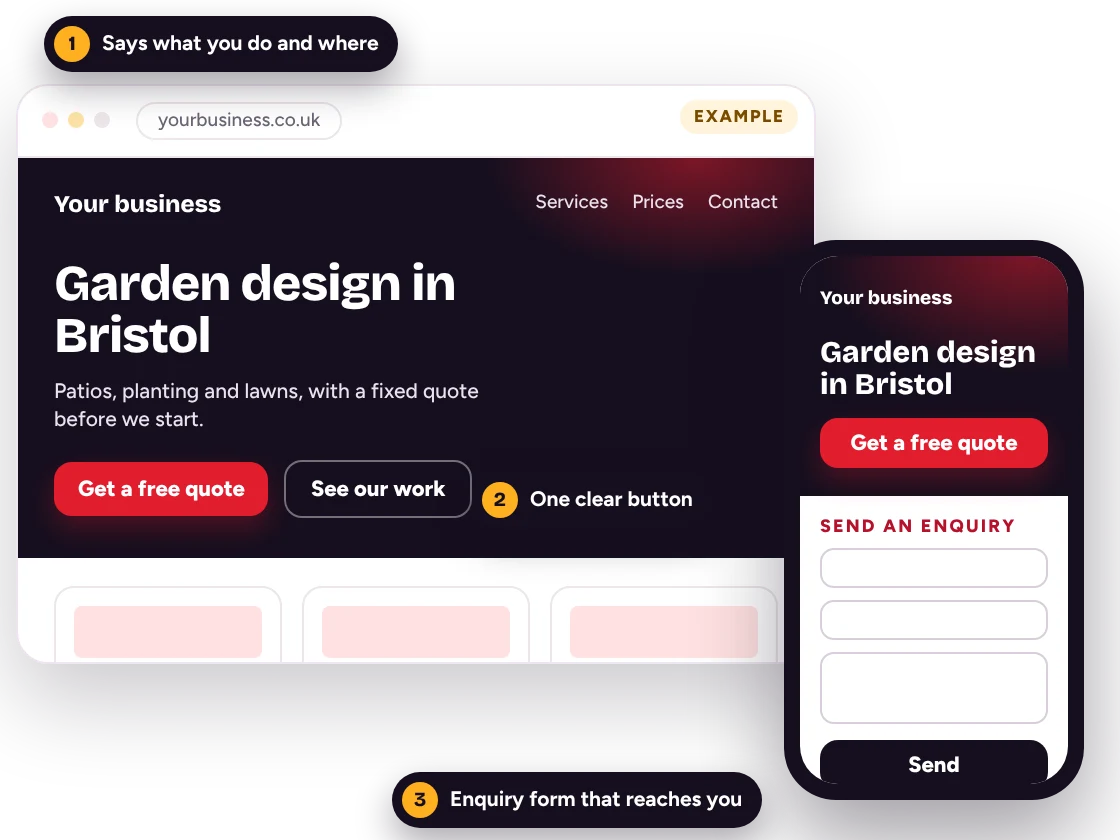 1 Says what you do and where
yourbusiness.co.uk
EXAMPLE
Your business
Services Prices Contact
Garden design in
Bristol
Patios, planting and lawns, with a fixed quote
before we start.
Get a free quote
See our work
2 One clear button
Your business
Garden design
in Bristol
Get a free quote
SEND AN ENQUIRY
Send
3 Enquiry form that reaches you